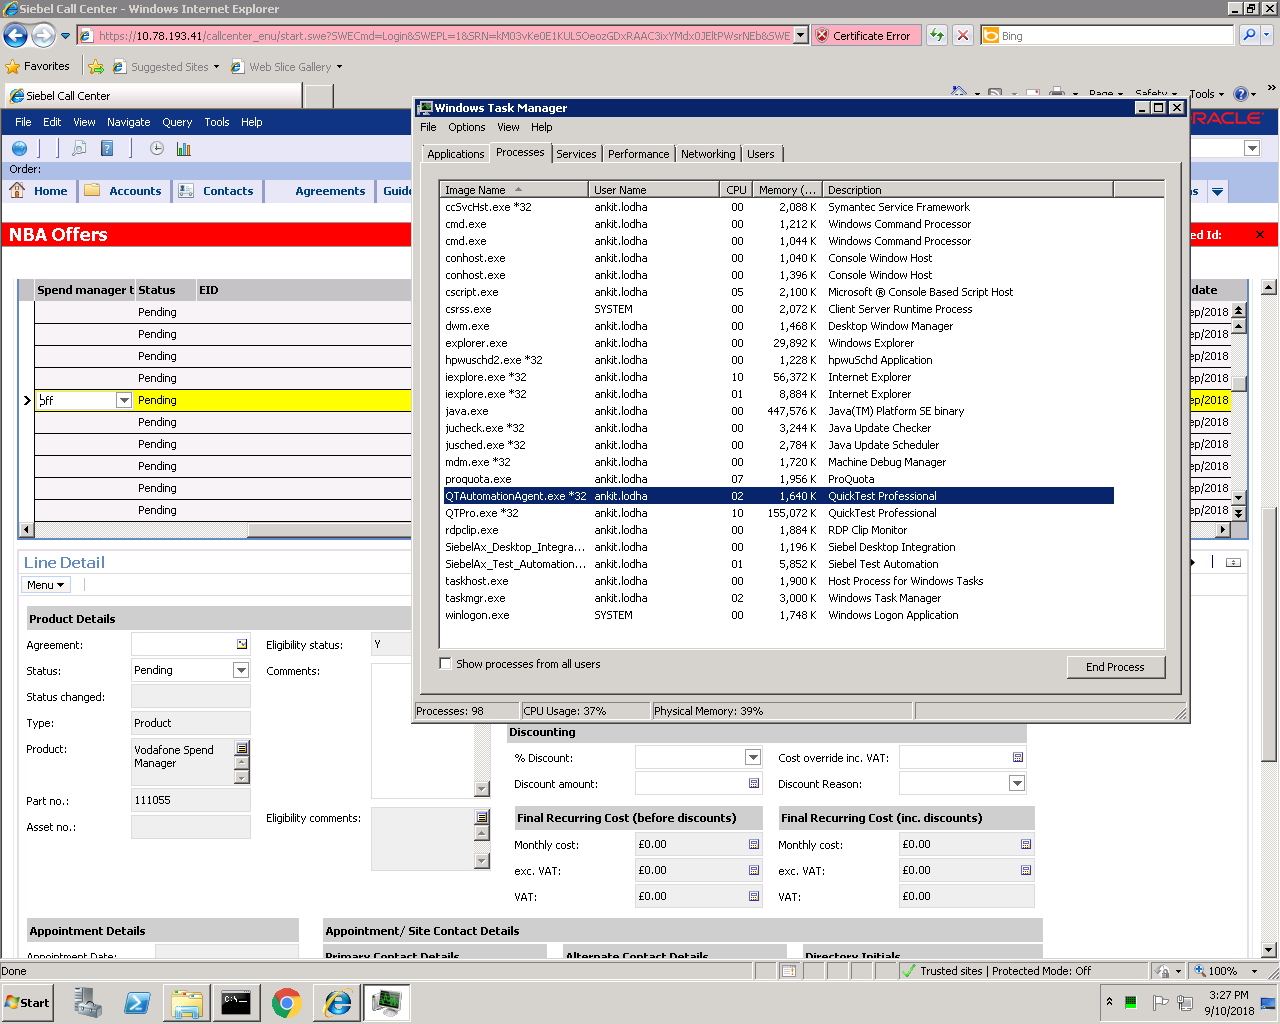 Siebel Call Center - Windows Internet Explorer
https://10.78.193.41/callcenter_enu/start.swe?SWECmd=Login&SWEPL=1&SRN=
Certificate Error
Bing
Favorites
Suggested Sites
Web Slice Gallery
Siebel Call Center
Page
Safety
Tools
File Edit View Navigate Query Tools Help
ORACLE
Order:
Home
Accounts
Contacts
Agreements
NBA Offers
ed Id:
Windows Task Manager
File Options View Help
Applications Processes Services Performance Networking Users
Image Name User Name CPU Memory (... Description
ccSvcHst.exe *32 ankit.lodha 00 2,088 K Symantec Service Framework
cmd.exe ankit.lodha 00 1,212 K Windows Command Processor
cmd.exe ankit.lodha 00 1,044 K Windows Command Processor
conhost.exe ankit.lodha 00 1,040 K Console Window Host
conhost.exe ankit.lodha 00 1,396 K Console Window Host
cscript.exe ankit.lodha 05 2,100 K Microsoft ® Console Based Script Host
csrss.exe SYSTEM 00 2,072 K Client Server Runtime Process
dwm.exe ankit.lodha 00 1,468 K Desktop Window Manager
explorer.exe ankit.lodha 00 29,892 K Windows Explorer
hpwuschd2.exe *32 ankit.lodha 00 1,228 K hpwuSchd Application
iexplore.exe *32 ankit.lodha 10 56,372 K Internet Explorer
iexplore.exe *32 ankit.lodha 01 8,884 K Internet Explorer
java.exe ankit.lodha 00 447,576 K Java(TM) Platform SE binary
jucheck.exe *32 ankit.lodha 00 3,244 K Java Update Checker
jusched.exe *32 ankit.lodha 00 2,784 K Java Update Scheduler
mdm.exe *32 ankit.lodha 00 1,720 K Machine Debug Manager
proquota.exe ankit.lodha 07 1,956 K ProQuota
QTAutomationAgent.exe *32 ankit.lodha 02 1,640 K QuickTest Professional
QTPro.exe *32 ankit.lodha 10 155,072 K QuickTest Professional
rdpclip.exe ankit.lodha 00 1,884 K RDP Clip Monitor
SiebelAx_Desktop_Integra... ankit.lodha 00 1,196 K Siebel Desktop Integration
SiebelAx_Test_Automation... ankit.lodha 01 5,852 K Siebel Test Automation
taskhost.exe ankit.lodha 00 1,900 K Host Process for Windows Tasks
taskmgr.exe ankit.lodha 02 3,000 K Windows Task Manager
winlogon.exe SYSTEM 00 1,748 K Windows Logon Application
Show processes from all users
End Process
Processes: 98 CPU Usage: 37% Physical Memory: 39%
Spend manager t Status EID
Pending ep/2018
Pending ep/2018
Pending ep/2018
Pending ep/2018
Pending ep/2018
Pending ep/2018
Pending ep/2018
Pending ep/2018
Pending ep/2018
Pending ep/2018
Line Detail
Menu
Product Details
Agreement:
Status: Pending
Status changed:
Type: Product
Product: Vodafone Spend
Manager
Part no.: 111055
Asset no.:
Eligibility status: Y
Comments:
Eligibility comments:
Discounting
% Discount:
Cost override inc. VAT:
Discount amount:
Discount Reason:
Final Recurring Cost (before discounts)
Final Recurring Cost (inc. discounts)
Monthly cost: £0.00 Monthly cost: £0.00
exc. VAT: £0.00 exc. VAT: £0.00
VAT: £0.00 VAT: £0.00
Appointment Details
Appointment/ Site Contact Details
Appointment Date:
Primary Contact Details
Alternate Contact Details
Directory Initials
Done
Trusted sites | Protected Mode: Off
100%
Start
3:27 PM
9/10/2018